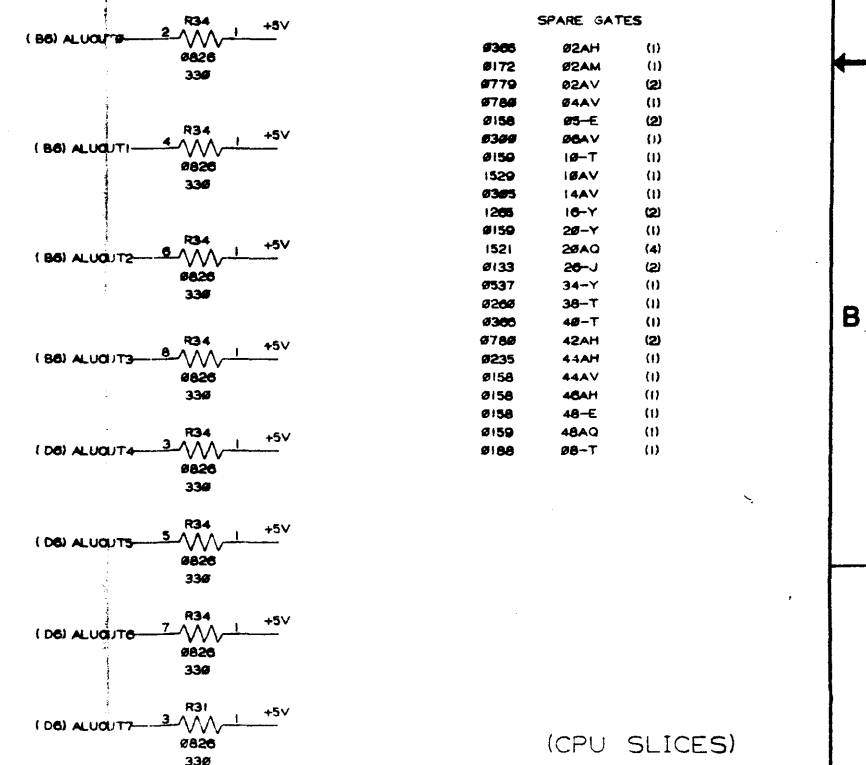 R34
(B6) ALUOUT0 2 1 +5V
0826
330
R34
(B6) ALUOUT1 4 1 +5V
0826
330
R34
(B6) ALUOUT2 6 1 +5V
0826
330
R34
(B6) ALUOUT3 8 1 +5V
0826
330
R34
(D6) ALUOUT4 3 1 +5V
0826
330
R34
(D6) ALUOUT5 5 1 +5V
0826
330
R34
(D6) ALUOUT6 7 1 +5V
0826
330
R31
(D6) ALUOUT7 3 1 +5V
0826
330
SPARE GATES
0366 02AH (1)
0172 02AM (1)
0779 02AV (2)
0780 04AV (1)
0158 05-E (2)
0300 06AV (1)
0159 10-T (1)
1529 10AV (1)
0305 14AV (1)
1265 16-Y (2)
0159 20-Y (1)
1521 20AQ (4)
0133 26-J (2)
0537 34-Y (1)
0260 38-T (1)
0366 40-T (1)
0780 42AH (2)
0235 44AH (1)
0158 44AV (1)
0158 46AH (1)
0158 48-E (1)
0159 48AQ (1)
0188 08-T (1)
B
(CPU SLICES)